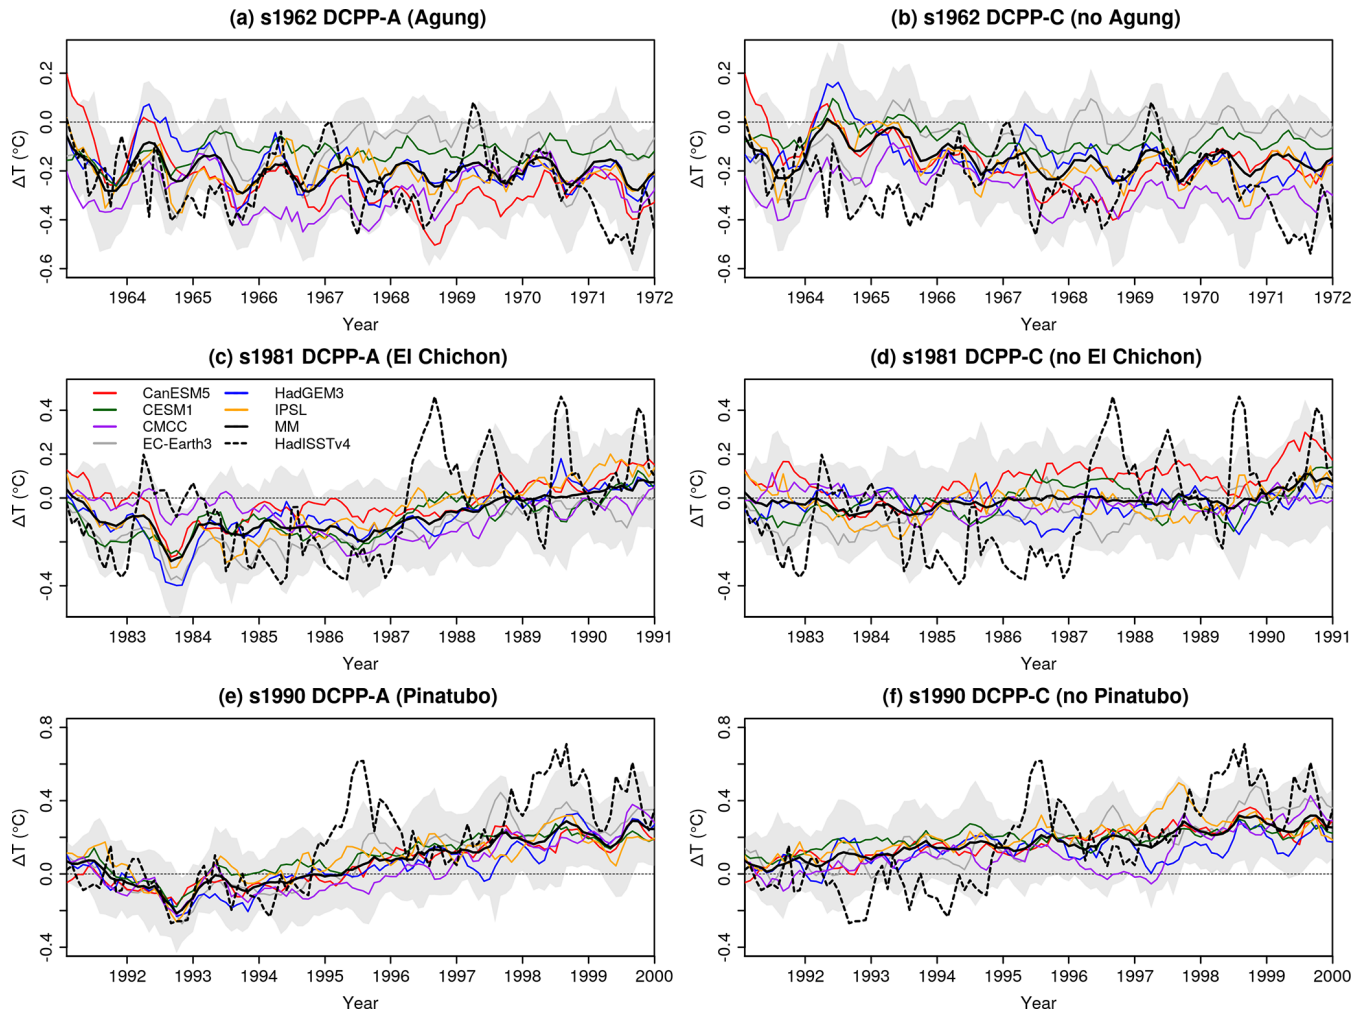 (a) s1962 DCPP-A (Agung)
ΔT (°C)
0.2
0.0
-0.2
-0.4
-0.6
1964 1965 1966 1967 1968 1969 1970 1971 1972
Year
(b) s1962 DCPP-C (no Agung)
ΔT (°C)
0.2
0.0
-0.2
-0.4
-0.6
1964 1965 1966 1967 1968 1969 1970 1971 1972
Year
(c) s1981 DCPP-A (El Chichon)
ΔT (°C)
0.4
0.2
0.0
-0.4
CanESM5
CESM1
CMCC
EC-Earth3
HadGEM3
IPSL
MM
HadISSTv4
1983 1984 1985 1986 1987 1988 1989 1990 1991
Year
(d) s1981 DCPP-C (no El Chichon)
ΔT (°C)
0.4
0.2
0.0
-0.4
1983 1984 1985 1986 1987 1988 1989 1990 1991
Year
(e) s1990 DCPP-A (Pinatubo)
ΔT (°C)
0.8
0.4
0.0
-0.4
1992 1993 1994 1995 1996 1997 1998 1999 2000
Year
(f) s1990 DCPP-C (no Pinatubo)
ΔT (°C)
0.8
0.4
0.0
-0.4
1992 1993 1994 1995 1996 1997 1998 1999 2000
Year